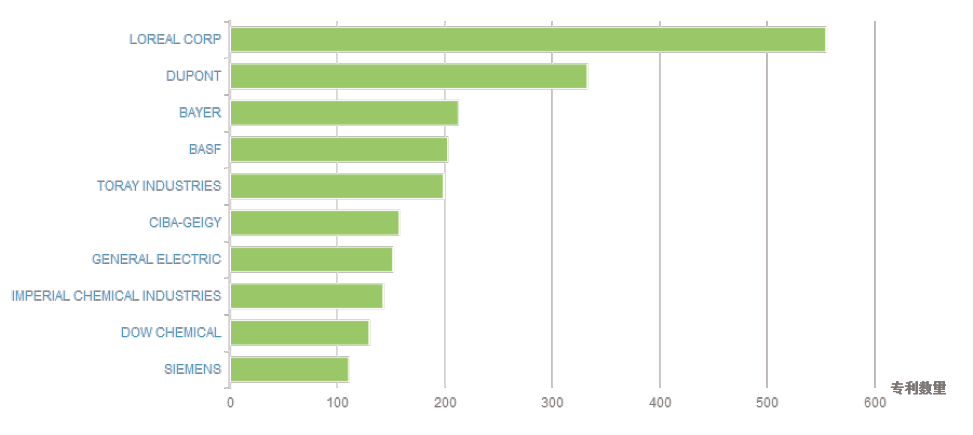 LOREAL CORP
DUPONT
BAYER
BASF
TORAY INDUSTRIES
CIBA-GEIGY
GENERAL ELECTRIC
IMPERIAL CHEMICAL INDUSTRIES
DOW CHEMICAL
SIEMENS
专利数量
0 100 200 300 400 500 600